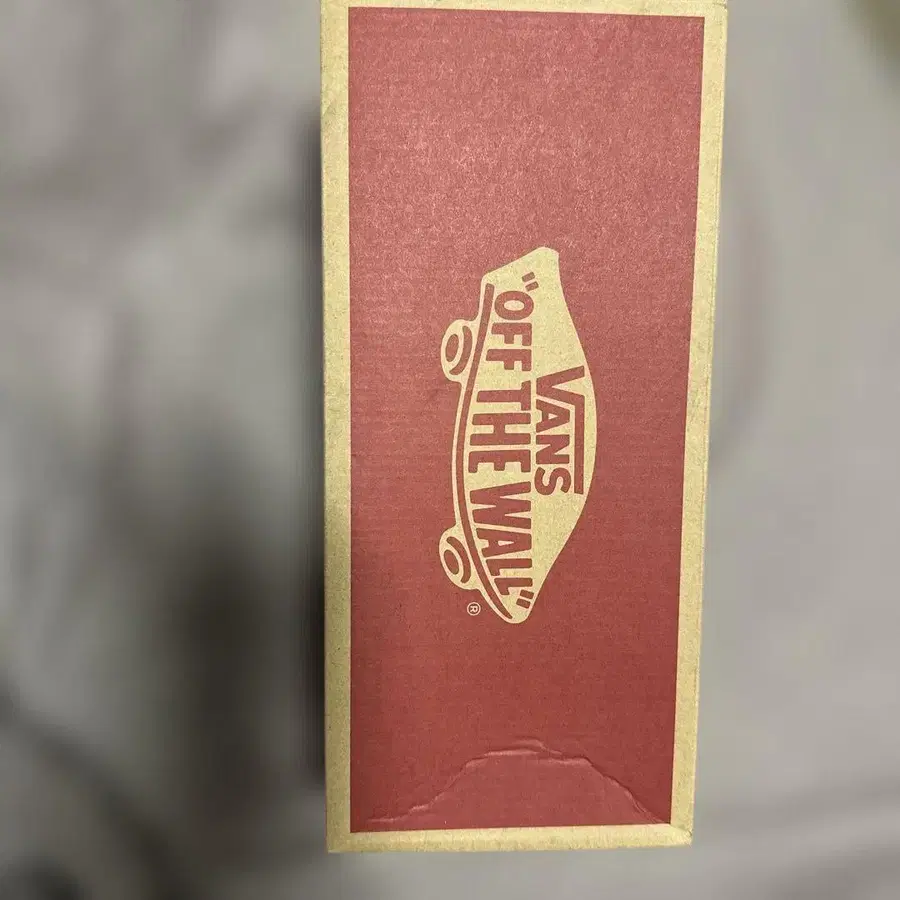 VANS
"OFF THE WALL"
®